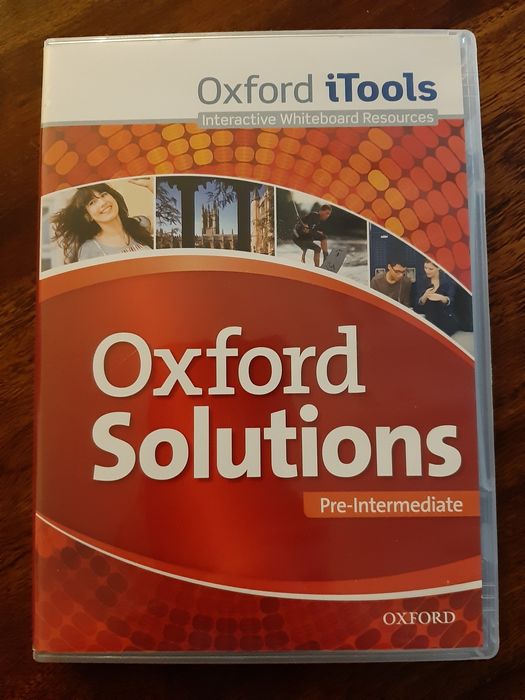 Oxford iTools
Interactive Whiteboard Resources
Oxford
Solutions
Pre-Intermediate
OXFORD